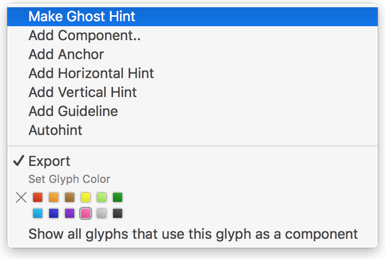 Make Ghost Hint
Add Component..
Add Anchor
Add Horizontal Hint
Add Vertical Hint
Add Guideline
Autohint
Export
Set Glyph Color
Show all glyphs that use this glyph as a component